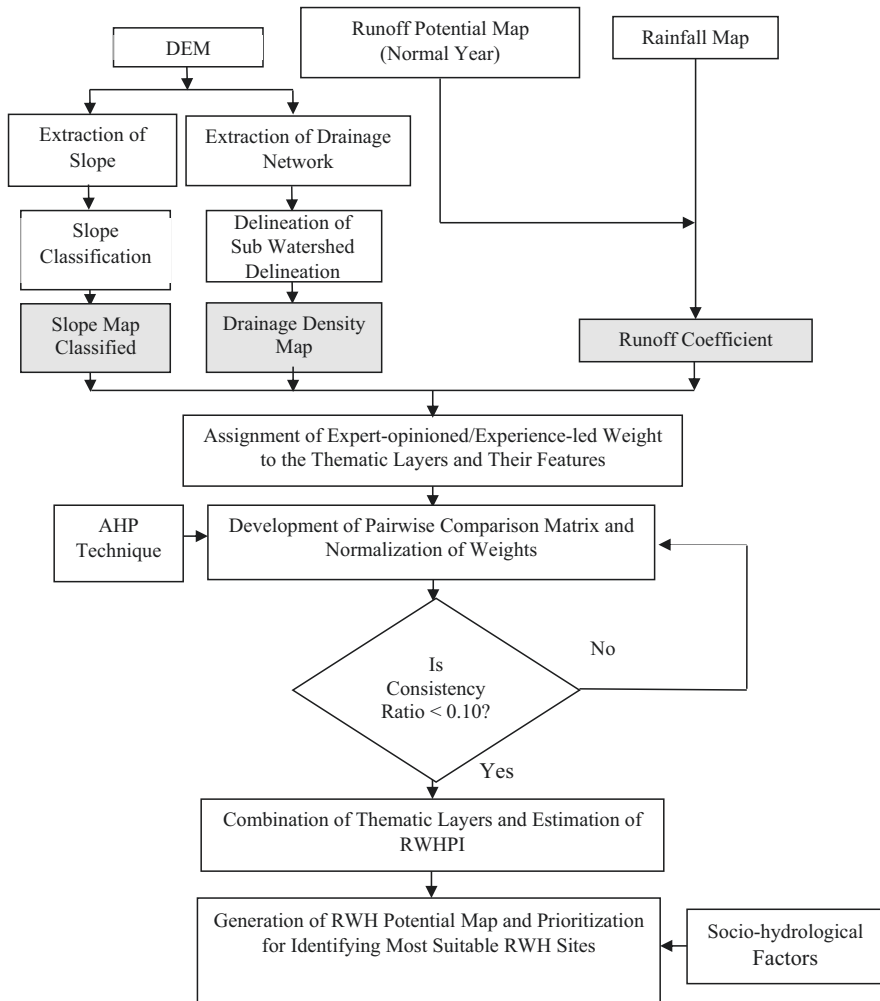 DEM
Runoff Potential Map
(Normal Year)
Rainfall Map
Extraction of
Slope
Extraction of Drainage
Network
Slope
Classification
Delineation of
Sub Watershed
Delineation
Slope Map
Classified
Drainage Density
Map
Runoff Coefficient
Assignment of Expert-opinioned/Experience-led Weight
to the Thematic Layers and Their Features
AHP
Technique
Development of Pairwise Comparison Matrix and
Normalization of Weights
Is
Consistency
Ratio < 0.10?
No
Yes
Combination of Thematic Layers and Estimation of
RWHPI
Generation of RWH Potential Map and Prioritization
for Identifying Most Suitable RWH Sites
Socio-hydrological
Factors